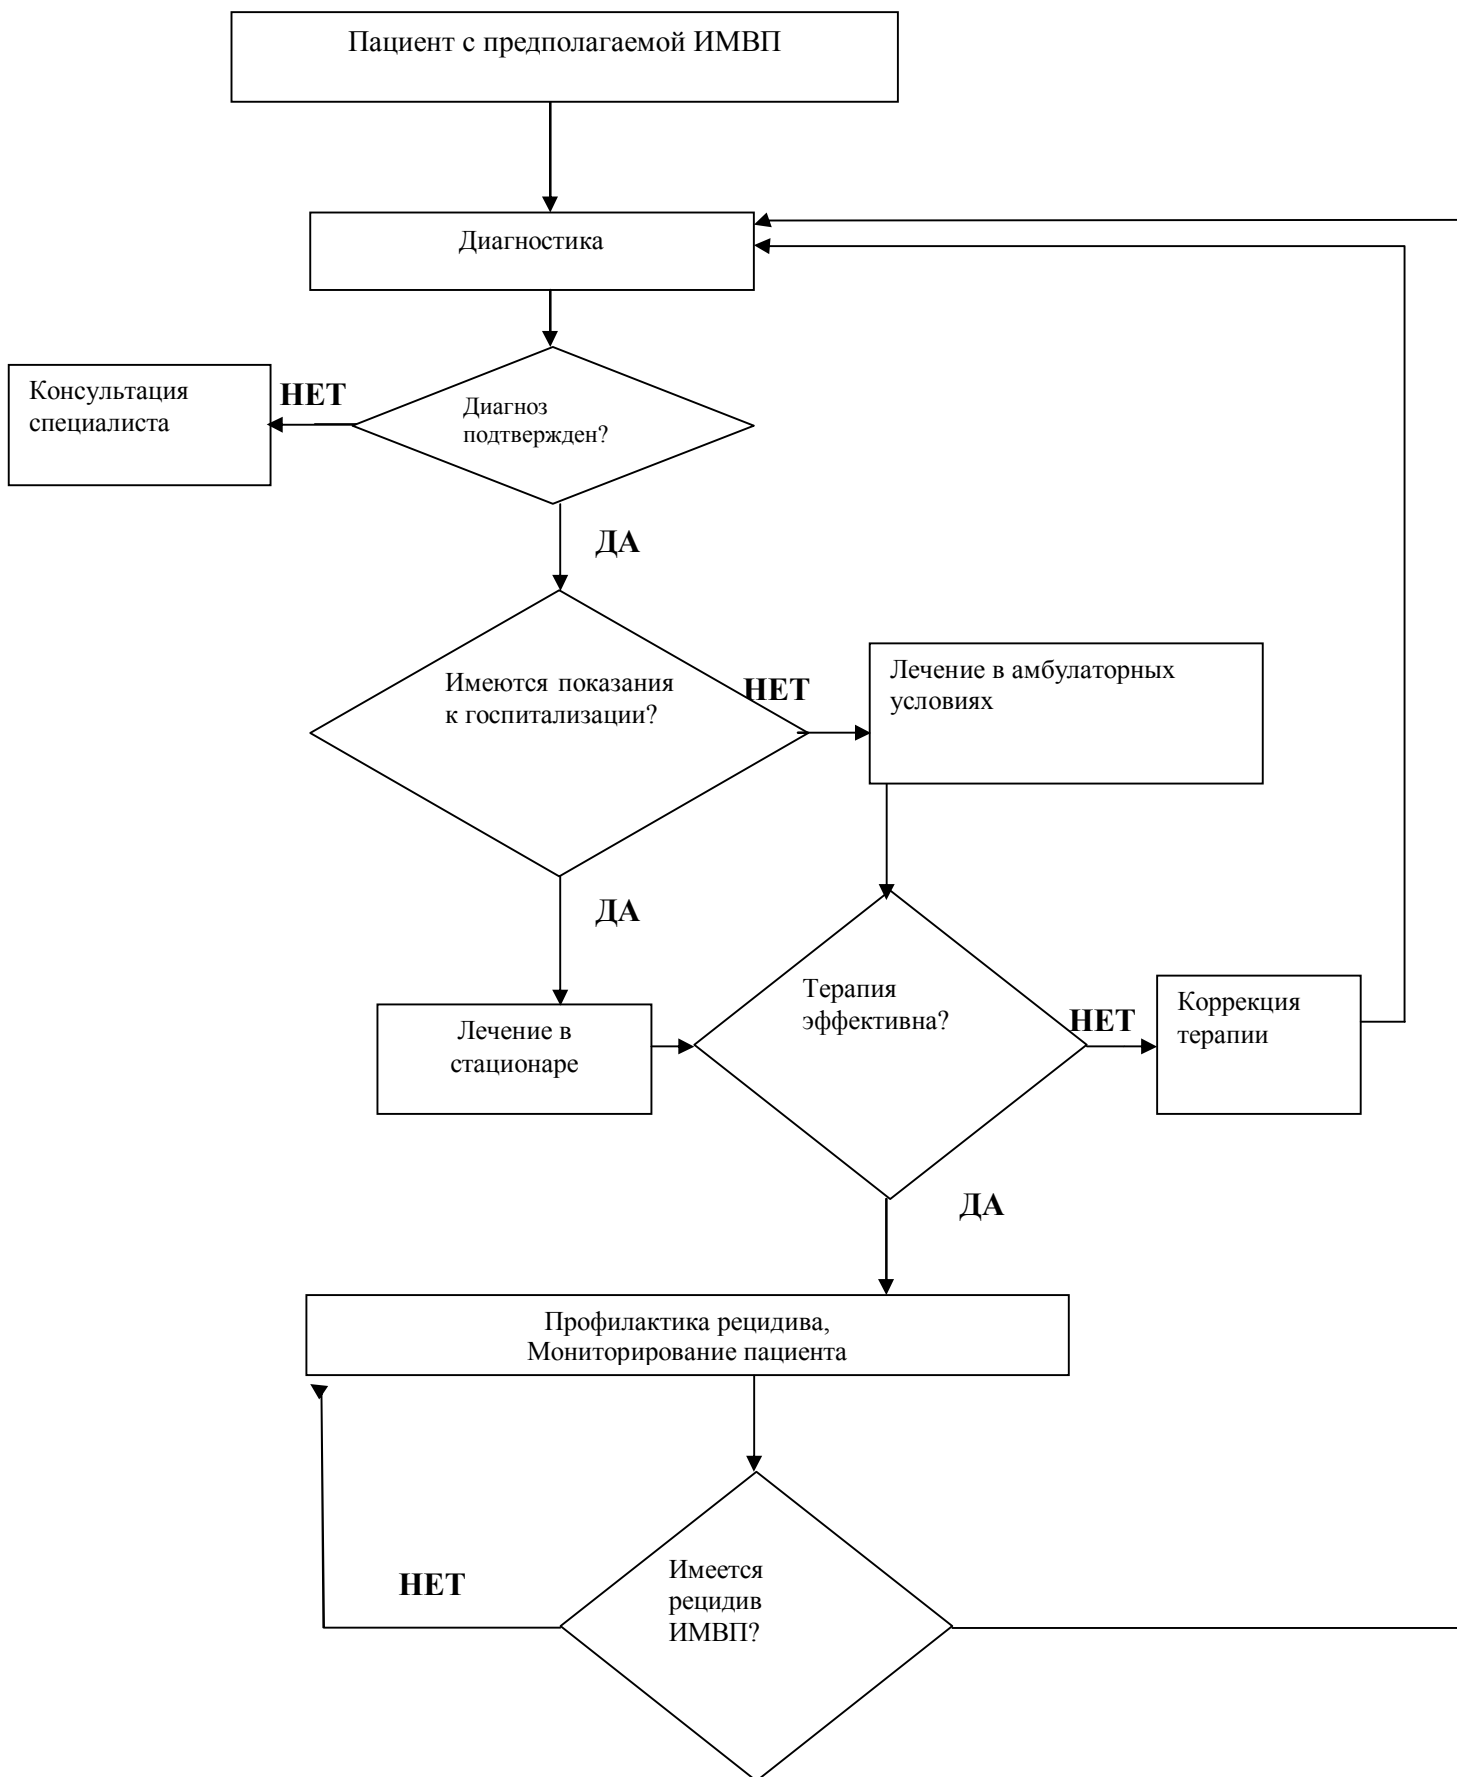 Пациент с предполагаемой ИМВП
Диагностика
Консультация
специалиста
НЕТ
Диагноз
подтвержден?
ДА
Имеются показания
к госпитализации?
НЕТ
Лечение в амбулаторных
условиях
ДА
Лечение в
стационаре
Терапия
эффективна?
НЕТ
Коррекция
терапии
ДА
Профилактика рецидива,
Мониторирование пациента
НЕТ
Имеется
рецидив
ИМВП?